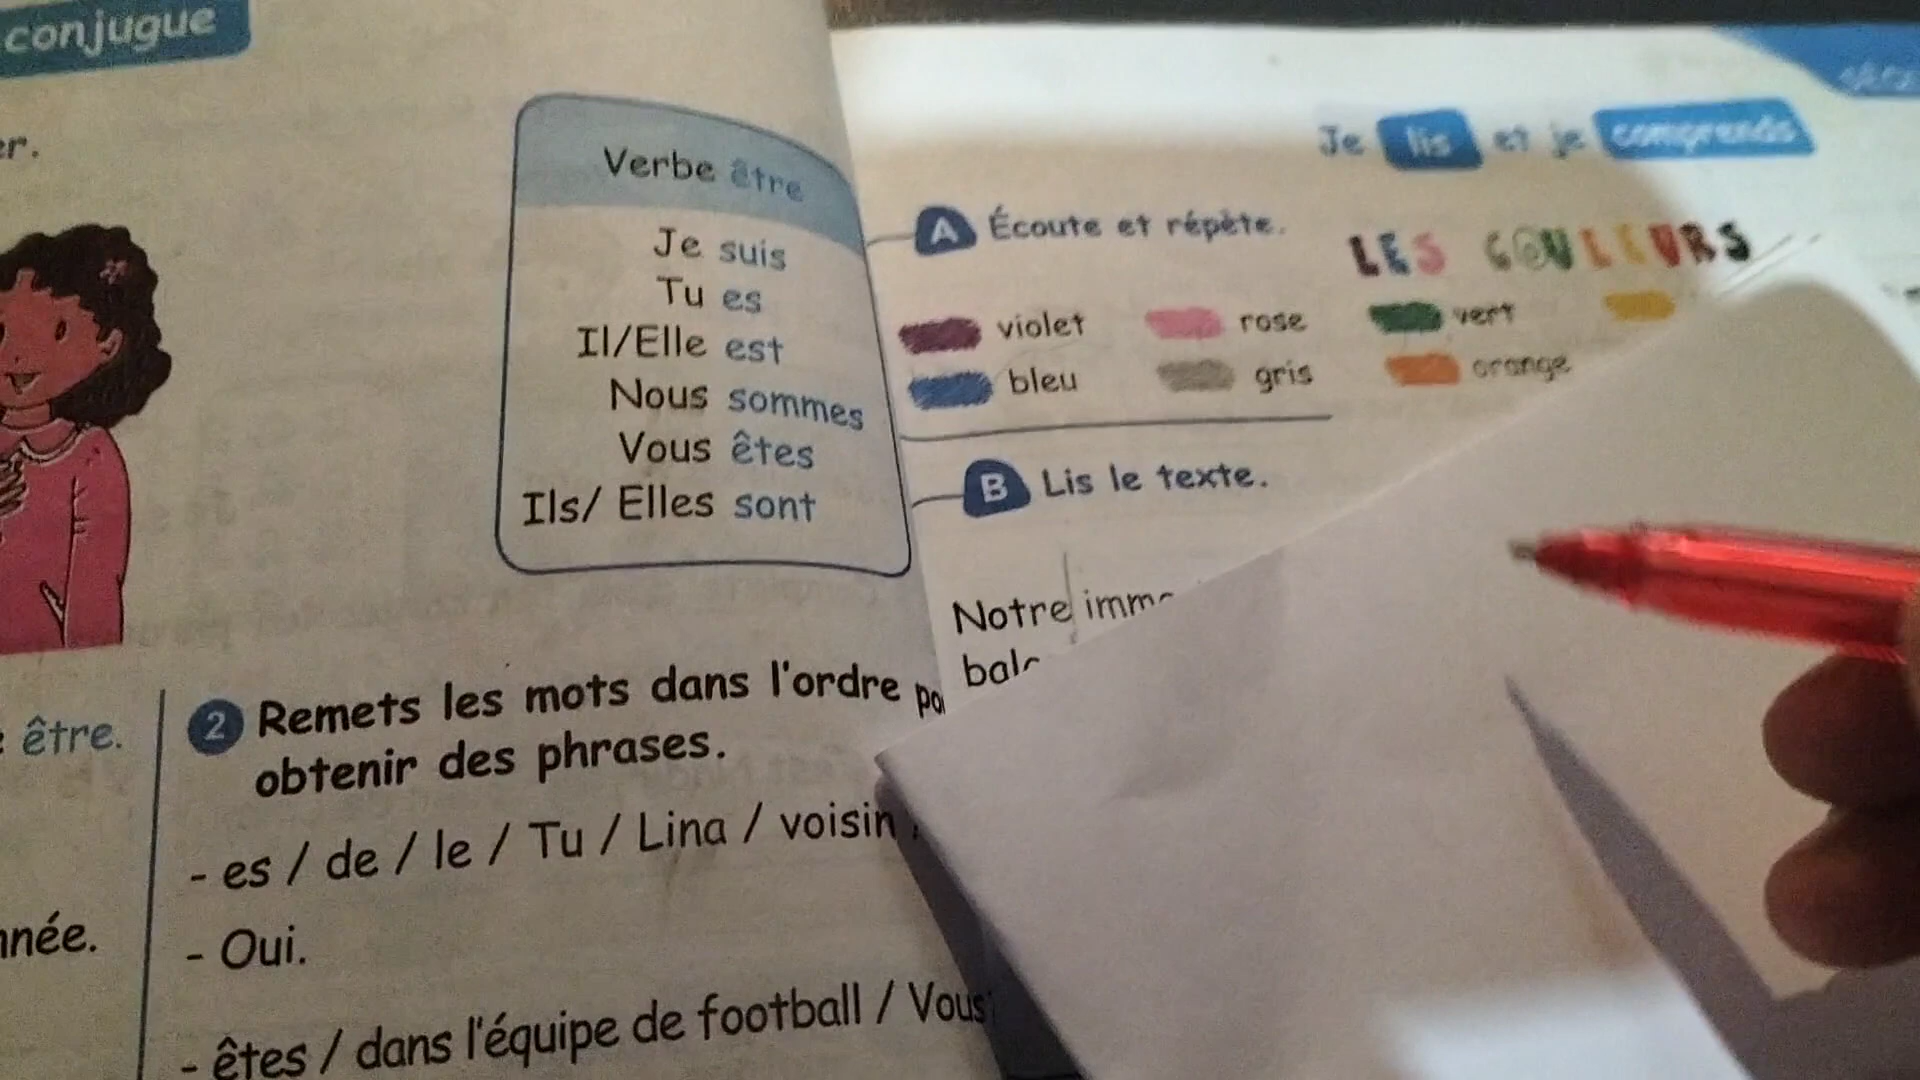 conjugue
er.
Verbe être
Je suis
Tu es
Il/Elle est
Nous sommes
Vous êtes
Ils/ Elles sont
être.
nnée.
2 Remets les mots dans l'ordre po
obtenir des phrases.
- es / de / le / Tu / Lina / voisin
- Oui.
- êtes / dans l'équipe de football / Vous
Je lis et je comprends
A Écoute et répète.
LES COULEURS
violet rose vert
bleu gris orange
B Lis le texte.
Notre imm
bal